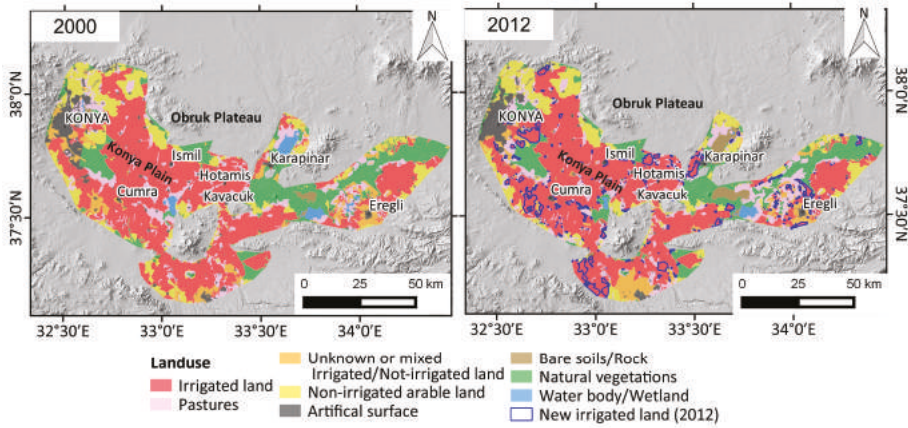 2000
N
38°0'N
37°30'N
KONYA
Obruk Plateau
Konya Plain
Ismil
Karapinar
Hotamis
Cumra
Kavacuk
Eregli
0 25 50 km
32°50'E 33°0'E 33°50'E 34°0'E
2012
N
38°0'N
37°30'N
KONYA
Obruk Plateau
Konya Plain
Ismil
Karapinar
Hotamis
Cumra
Kavacuk
Eregli
0 25 50 km
32°50'E 33°0'E 33°50'E 34°0'E
Landuse
Irrigated land
Pastures
Unknown or mixed
Irrigated/Not-irrigated land
Non-irrigated arable land
Artifical surface
Bare soils/Rock
Natural vegetations
Water body/Wetland
New irrigated land (2012)